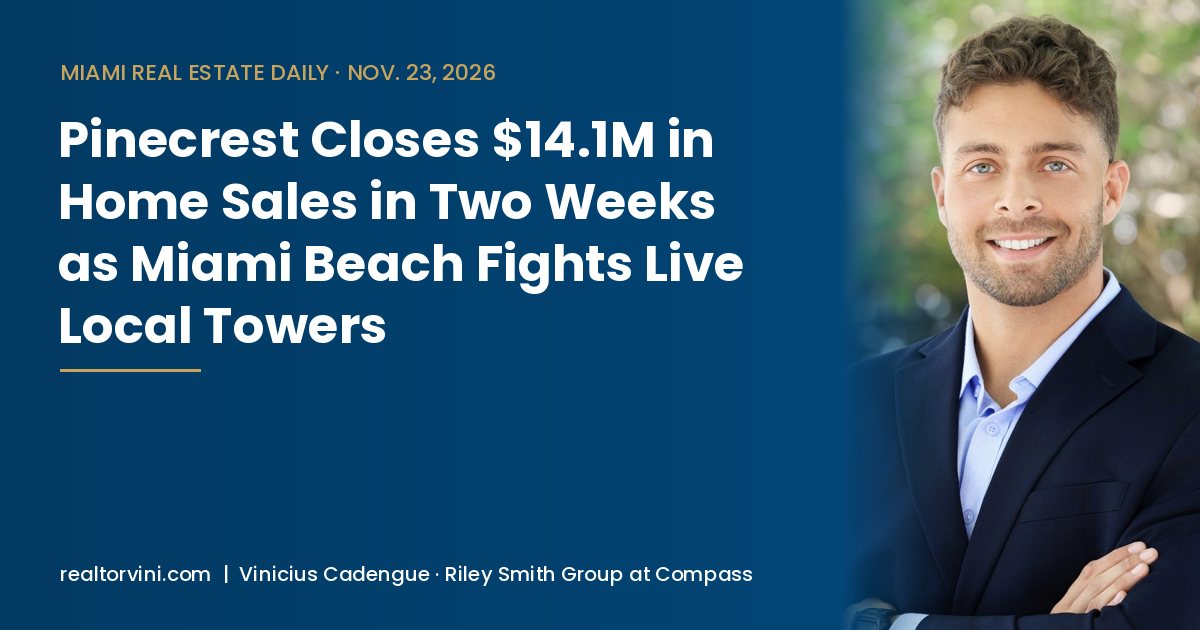 MIAMI REAL ESTATE DAILY · NOV. 23, 2026
Pinecrest Closes $14.1M in
Home Sales in Two Weeks
as Miami Beach Fights Live
Local Towers
realtorvini.com | Vinicius Cadengue · Riley Smith Group at Compass